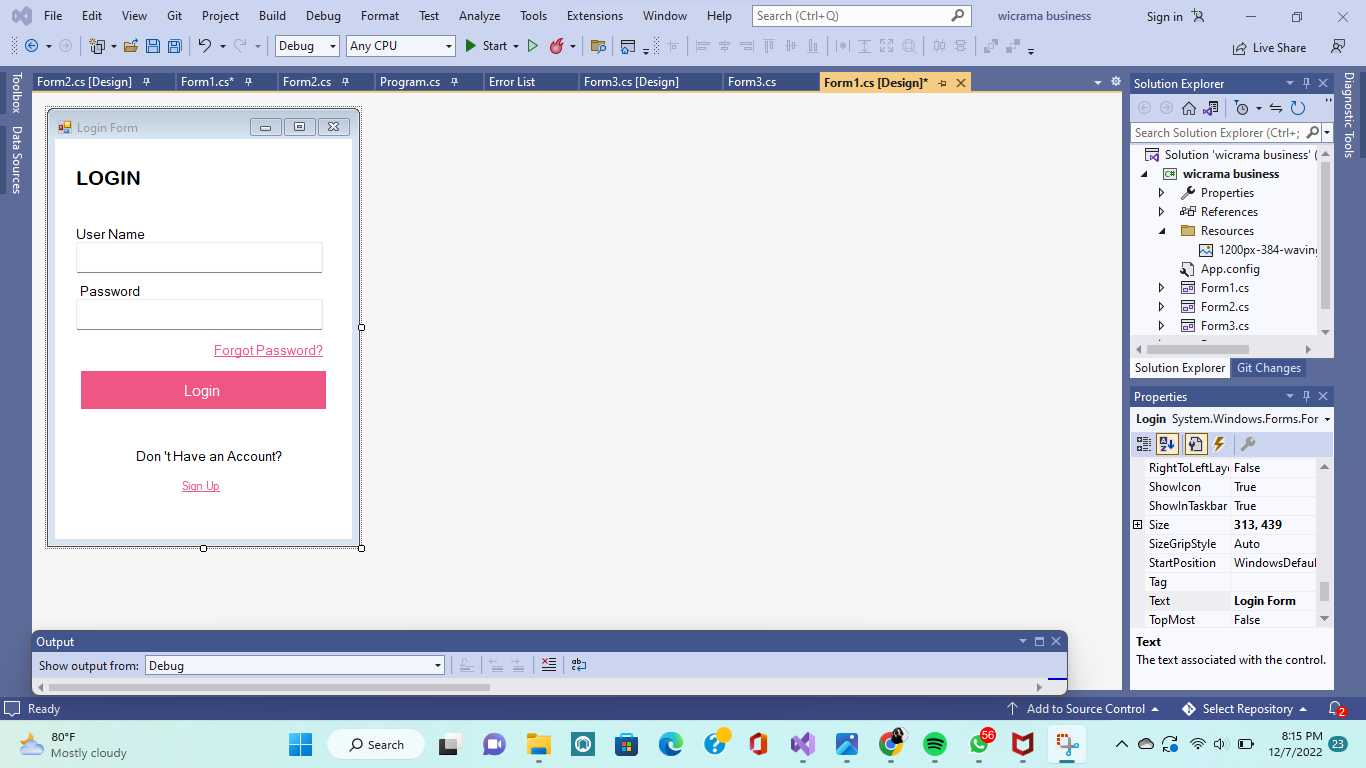 File Edit View Git Project Build Debug Format Test Analyze Tools Extensions Window Help Search (Ctrl+Q) wicrama business Sign in
Debug Any CPU Start Live Share
Form2.cs [Design] Form1.cs* Form2.cs Program.cs Error List Form3.cs [Design] Form3.cs Form1.cs [Design]*
Toolbox
Data Sources
Login Form
LOGIN
User Name
Password
Forgot Password?
Login
Don 't Have an Account?
Sign Up
Solution Explorer
Search Solution Explorer (Ctrl+;
Solution 'wicrama business' (
wicrama business
Properties
References
Resources
1200px-384-waving
App.config
Form1.cs
Form2.cs
Form3.cs
Solution Explorer Git Changes
Properties
Login System.Windows.Forms.For
RightToLeftLay False
ShowIcon True
ShowInTaskbar True
Size 313, 439
SizeGripStyle Auto
StartPosition WindowsDefaul
Tag
Text Login Form
TopMost False
Text
The text associated with the control.
Diagnostic Tools
Output
Show output from: Debug
Ready Add to Source Control Select Repository 2
80°F
Mostly cloudy
Search
56
8:15 PM
12/7/2022
23